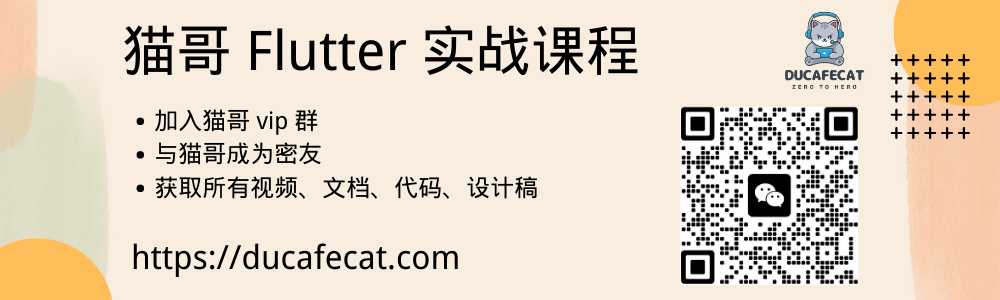 猫哥 Flutter 实战课程
DUCAFECAT
ZERO TO HERO
• 加入猫哥 vip 群
• 与猫哥成为密友
• 获取所有视频、文档、代码、设计稿
https://ducafecat.com